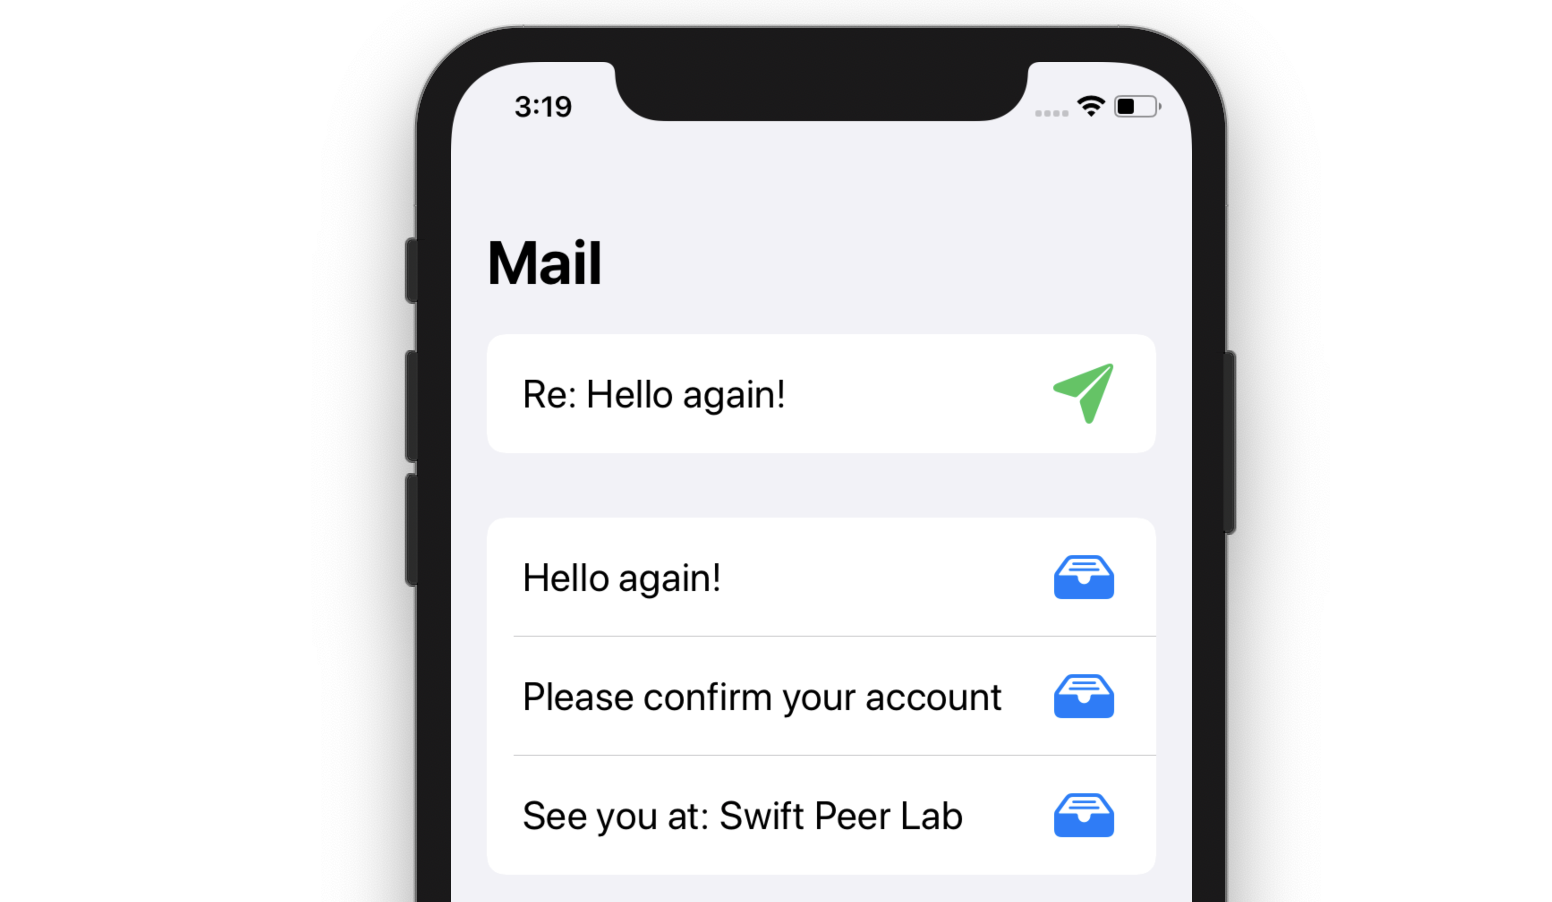 3:19
Mail
Re: Hello again!
Hello again!
Please confirm your account
See you at: Swift Peer Lab